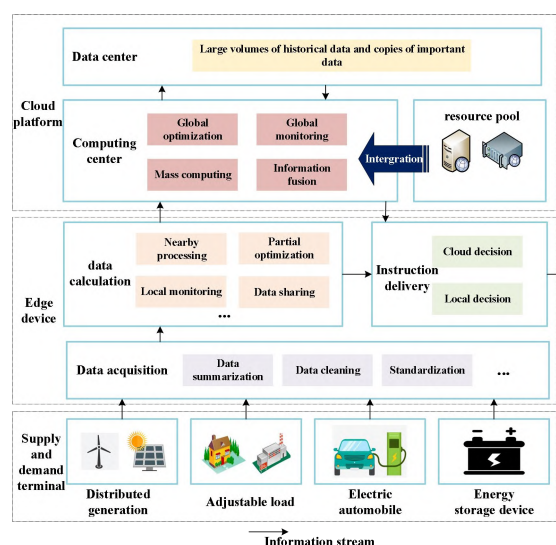 Data center
Large volumes of historical data and copies of important
data
Cloud
platform
Computing
center
Global
optimization
Global
monitoring
Mass computing
Information
fusion
Intergration
resource pool
Edge
device
data
calculation
Nearby
processing
Partial
optimization
Local monitoring
Data sharing
...
Instruction
delivery
Cloud decision
Local decision
Data acquisition
Data
summarization
Data cleaning
Standardization
...
Supply
and
demand
terminal
Distributed
generation
Adjustable load
Electric
automobile
Energy
storage device
Information stream